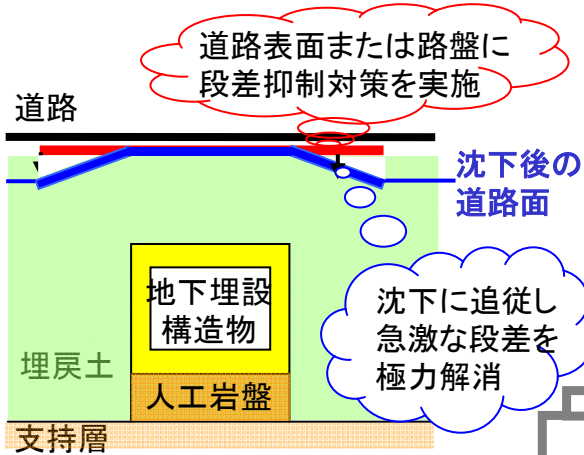 道路表面または路盤に
段差抑制対策を実施
道路
沈下後の
道路面
地下埋設
構造物
沈下に追従し
急激な段差を
極力解消
埋戻土
人工岩盤
支持層